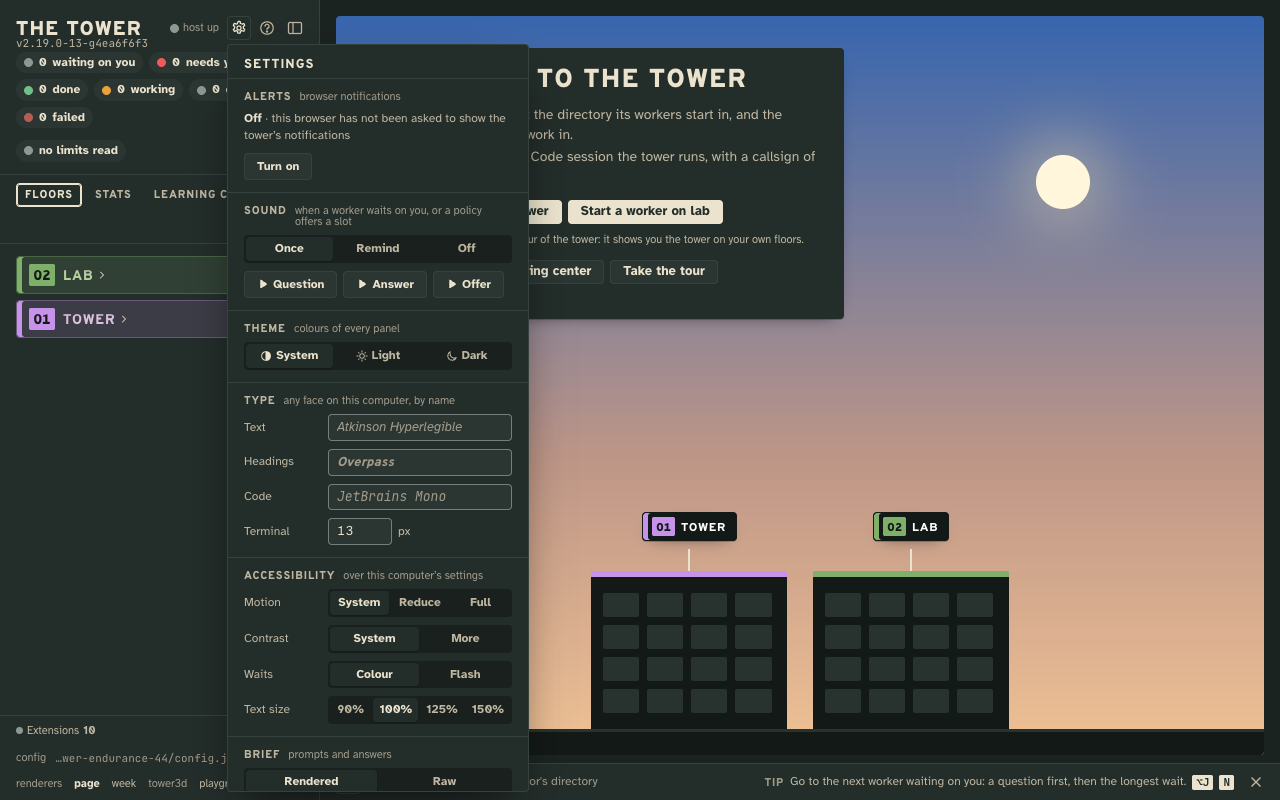 THE TOWER
host up
v2.19.0-13-g4ea6f6f3
0 waiting on you
0 needs y
0 done
0 working
0
0 failed
no limits read
FLOORS
STATS
LEARNING C
02 LAB
01 TOWER
Extensions 10
config …wer-endurance-44/config.j
renderers page week tower3d playgr
SETTINGS
ALERTS browser notifications
Off · this browser has not been asked to show the
tower's notifications
Turn on
SOUND when a worker waits on you, or a policy
offers a slot
Once Remind Off
Question Answer Offer
THEME colours of every panel
System Light Dark
TYPE any face on this computer, by name
Text Atkinson Hyperlegible
Headings Overpass
Code JetBrains Mono
Terminal 13 px
ACCESSIBILITY over this computer's settings
Motion System Reduce Full
Contrast System More
Waits Colour Flash
Text size 90% 100% 125% 150%
BRIEF prompts and answers
Rendered Raw
TO THE TOWER
the directory its workers start in, and the
work in.
Code session the tower runs, with a callsign of
wer
Start a worker on lab
ur of the tower: it shows you the tower on your own floors.
ing center
Take the tour
01 TOWER
02 LAB
or's directory
TIP Go to the next worker waiting on you: a question first, then the longest wait. ⌥J N